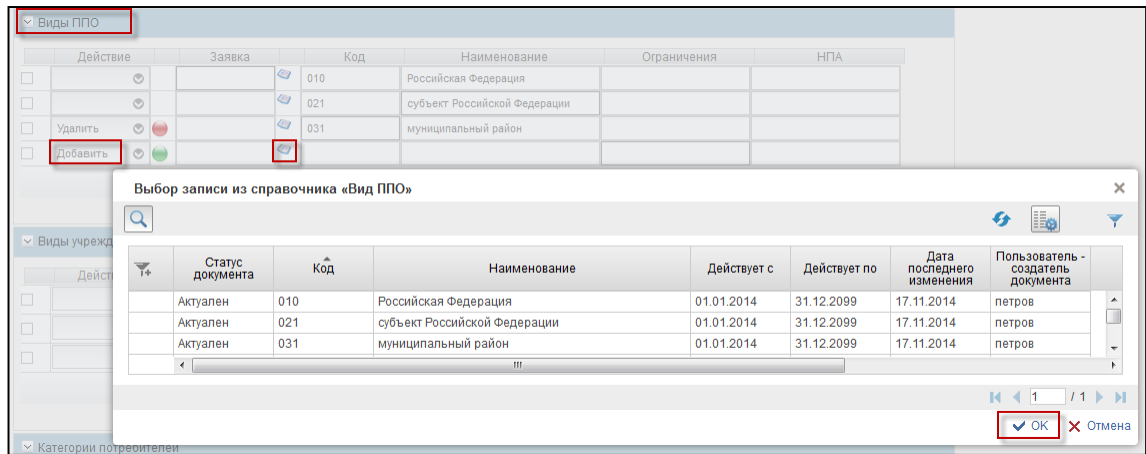 Виды ППО
Действие Заявка Код Наименование Ограничения НПА
010 Российская Федерация
021 субъект Российской Федерации
Удалить 031 муниципальный район
Добавить
Выбор записи из справочника «Вид ППО»
Виды учрежд
Дейст
Статус документа Код Наименование Действует с Действует по Дата последнего изменения Пользователь - создатель документа
Актуален 010 Российская Федерация 01.01.2014 31.12.2099 17.11.2014 петров
Актуален 021 субъект Российской Федерации 01.01.2014 31.12.2099 17.11.2014 петров
Актуален 031 муниципальный район 01.01.2014 31.12.2099 17.11.2014 петров
1 / 1
OK Отмена
Категории потребителей